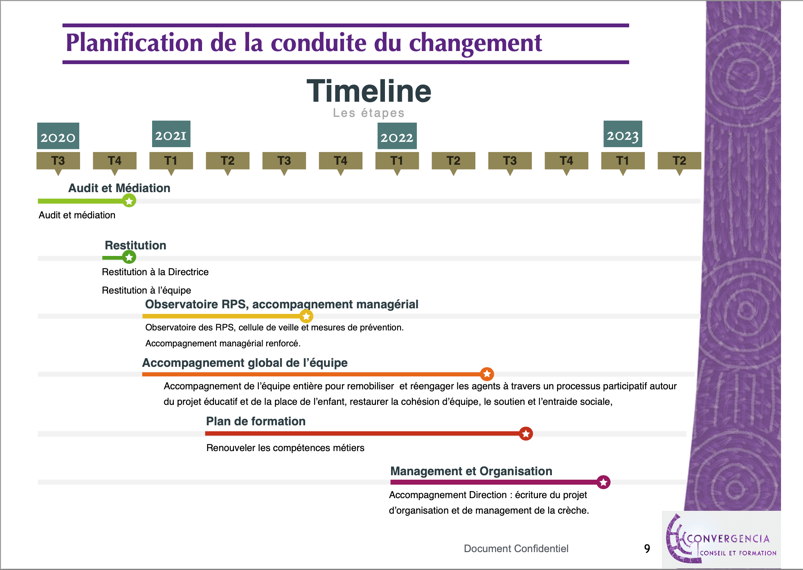 Planification de la conduite du changement
Timeline
Les étapes
2020 2021 2022 2023
T3 T4 T1 T2 T3 T4 T1 T2 T3 T4 T1 T2
Audit et Médiation
Audit et médiation
Restitution
Restitution à la Directrice
Restitution à l'équipe
Observatoire RPS, accompagnement managérial
Observatoire des RPS, cellule de veille et mesures de prévention.
Accompagnement managérial renforcé.
Accompagnement global de l'équipe
Accompagnement de l'équipe entière pour remobiliser et réengager les agents à travers un processus participatif autour
du projet éducatif et de la place de l'enfant, restaurer la cohésion d'équipe, le soutien et l'entraide sociale,
Plan de formation
Renouveler les compétences métiers
Management et Organisation
Accompagnement Direction : écriture du projet
d'organisation et de management de la crèche.
CONVERGENCIA
CONSEIL ET FORMATION
Document Confidentiel
9